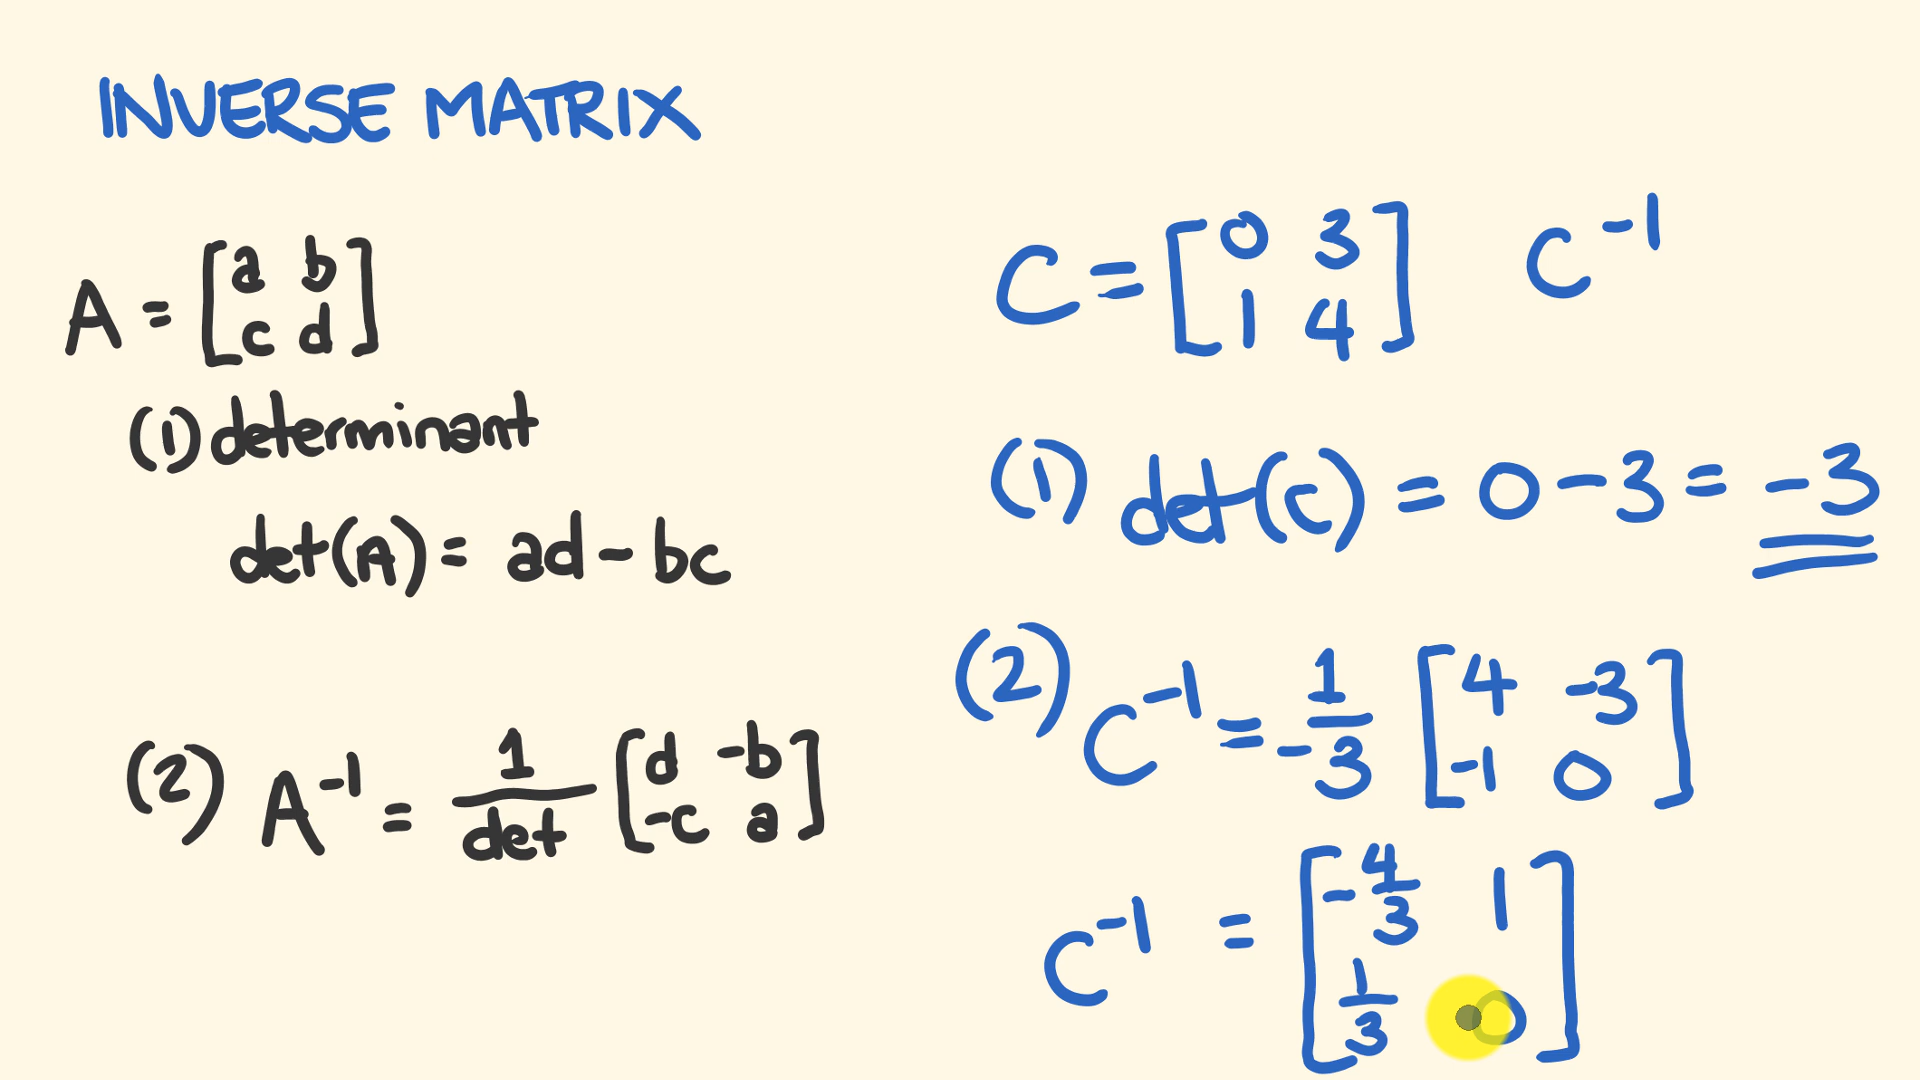 INVERSE MATRIX
A = [a b
c d]
(1) determinant
det(A) = ad - bc
(2) A^-1 = 1/det [d -b
-c a]
C = [0 3
1 4] C^-1
(1) det(C) = 0 - 3 = -3
(2) C^-1 = 1/-3 [4 -3
-1 0]
C^-1 = [-4/3 1
1/3 0]